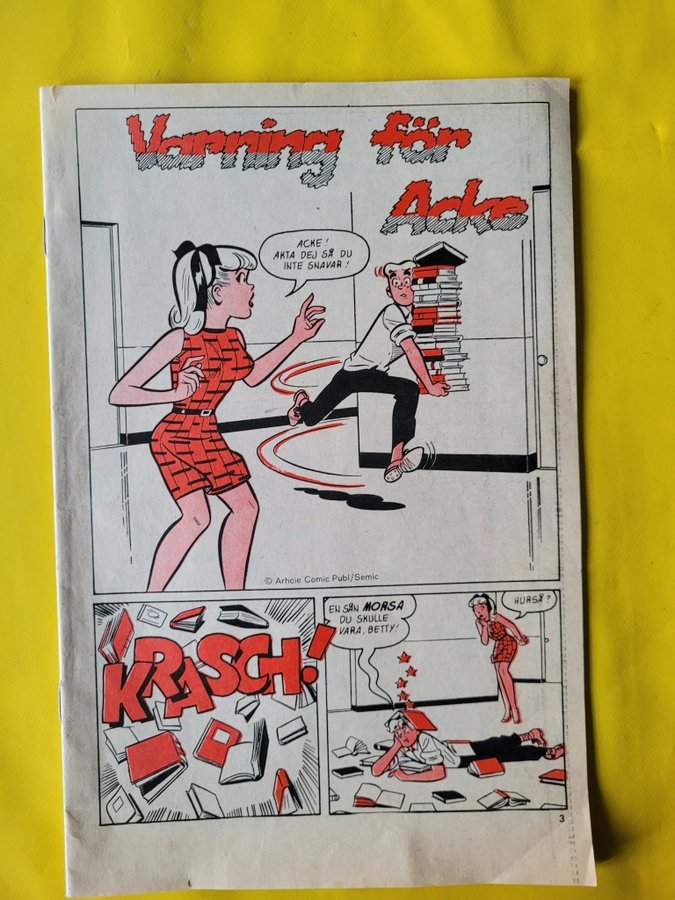 Varning för
Acke
ACKE!
AKTA DEJ SÅ DU
INTE SNAVAR!
© Arhcie Comic Publ/Semic
KRASCH!
EN SÅN MORSA
DU SKULLE
VARA, BETTY!
HURSÅ?
3